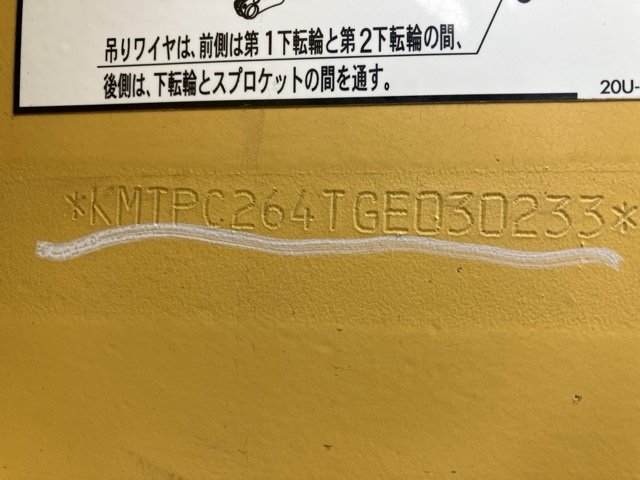 吊りワイヤは、前側は第1下転輪と第2下転輪の間、
後側は、下転輪とスプロケットの間を通す。
20U-
*KMTPC264TGE030233*